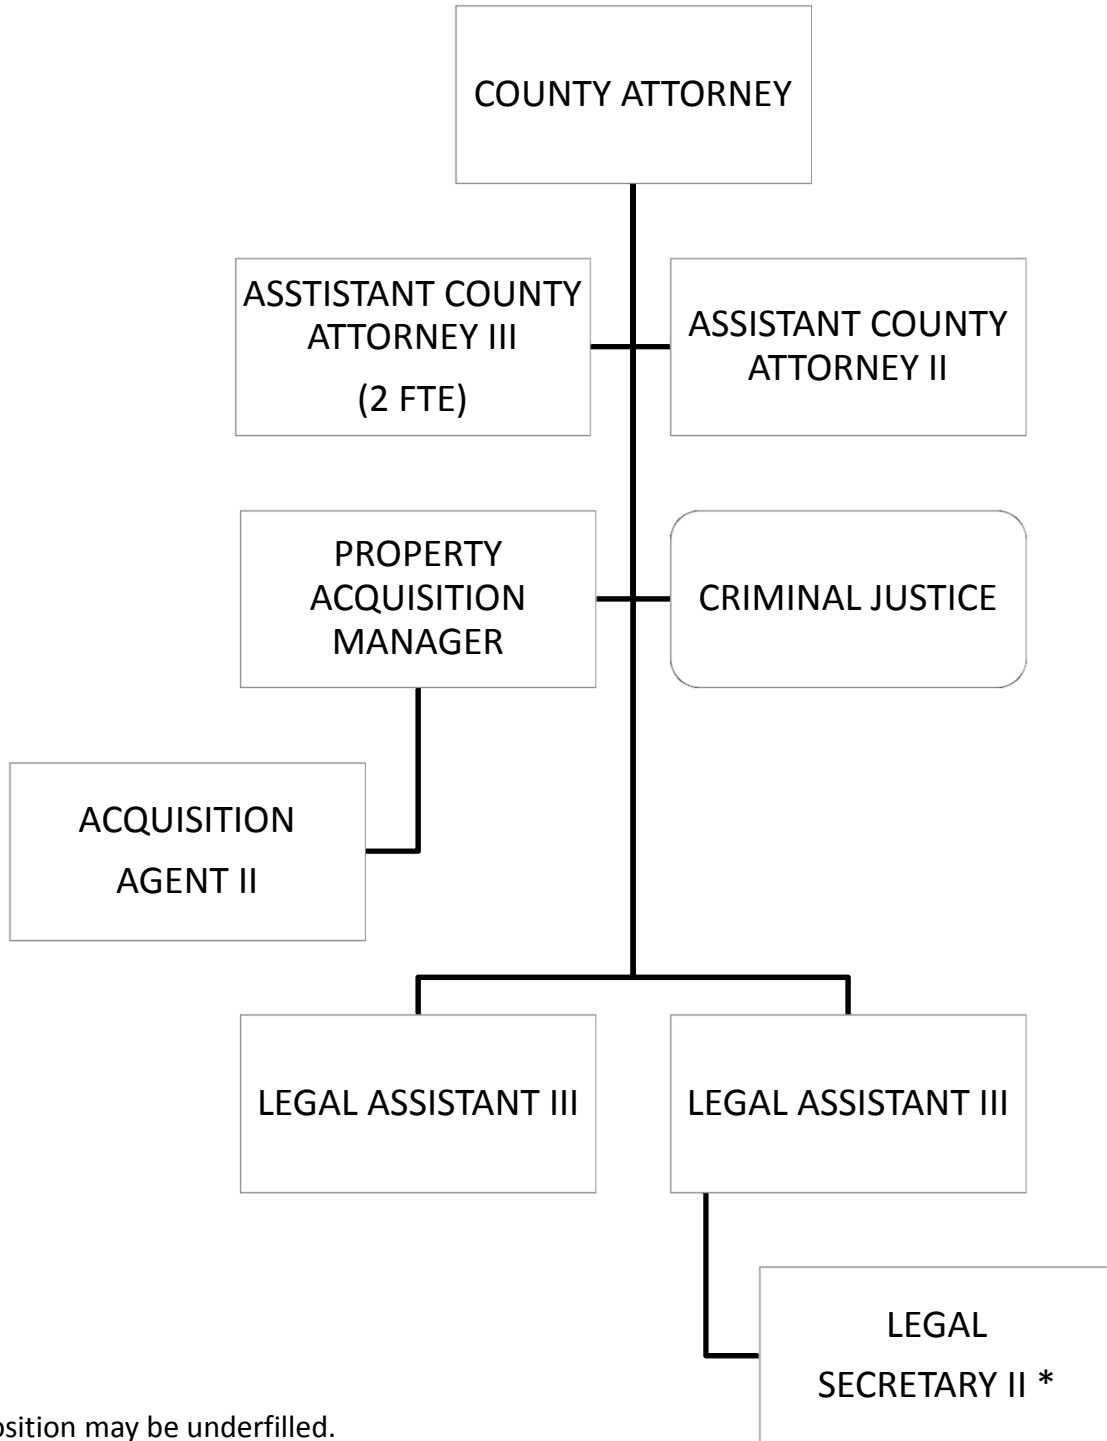 COUNTY ATTORNEY
ASSTISTANT COUNTY
ATTORNEY III
(2 FTE)
ASSISTANT COUNTY
ATTORNEY II
PROPERTY
ACQUISITION
MANAGER
CRIMINAL JUSTICE
ACQUISITION
AGENT II
LEGAL ASSISTANT III
LEGAL ASSISTANT III
LEGAL
SECRETARY II *
may be underfilled.